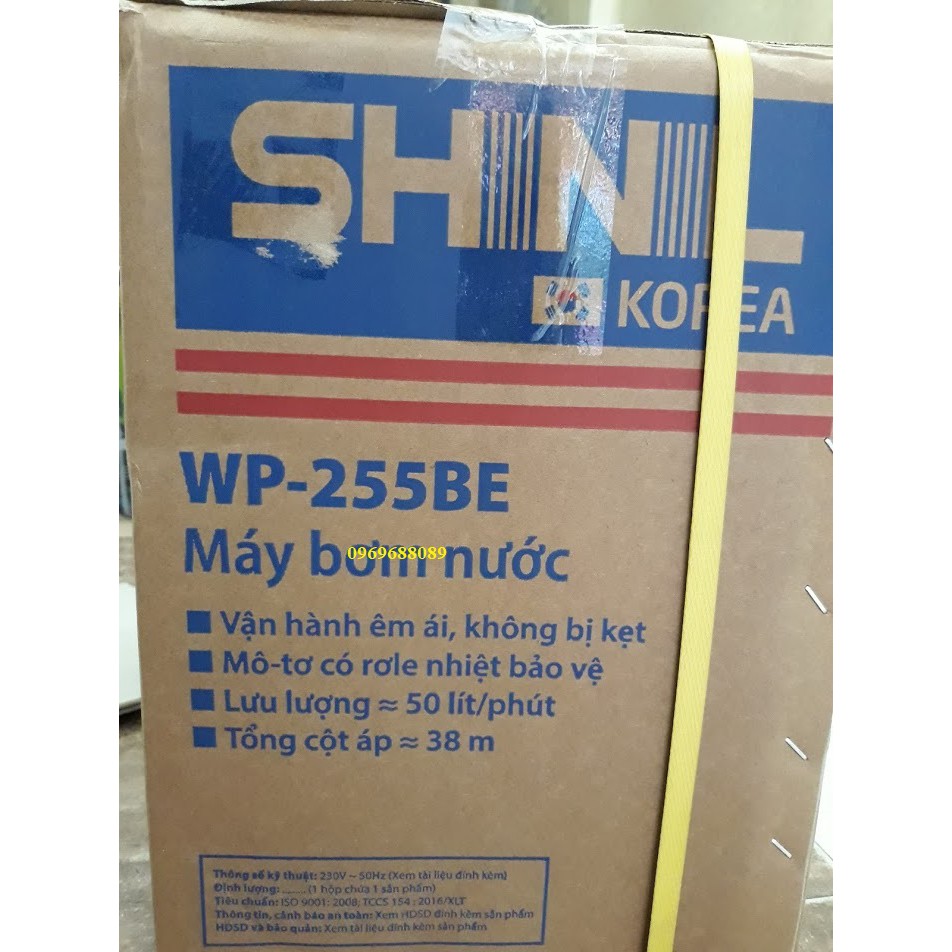 SHINIL
KOREA
WP-255BE
Máy bơm nước
0969688089
■ Vận hành êm ái, không bị kẹt
■ Mô-tơ có rơle nhiệt bảo vệ
■ Lưu lượng ≈ 50 lít/phút
■ Tổng cột áp ≈ 38 m
Thông số kỹ thuật: 230V ~ 50Hz (Xem tài liệu đính kèm)
Định lượng: ........ (1 hộp chứa 1 sản phẩm)
Tiêu chuẩn: ISO 9001: 2008; TCCS 154 : 2016/XLT
Thông tin, cảnh báo an toàn: Xem HDSD đính kèm sản phẩm
HDSD và bảo quản: Xem tài liệu đính kèm sản phẩm